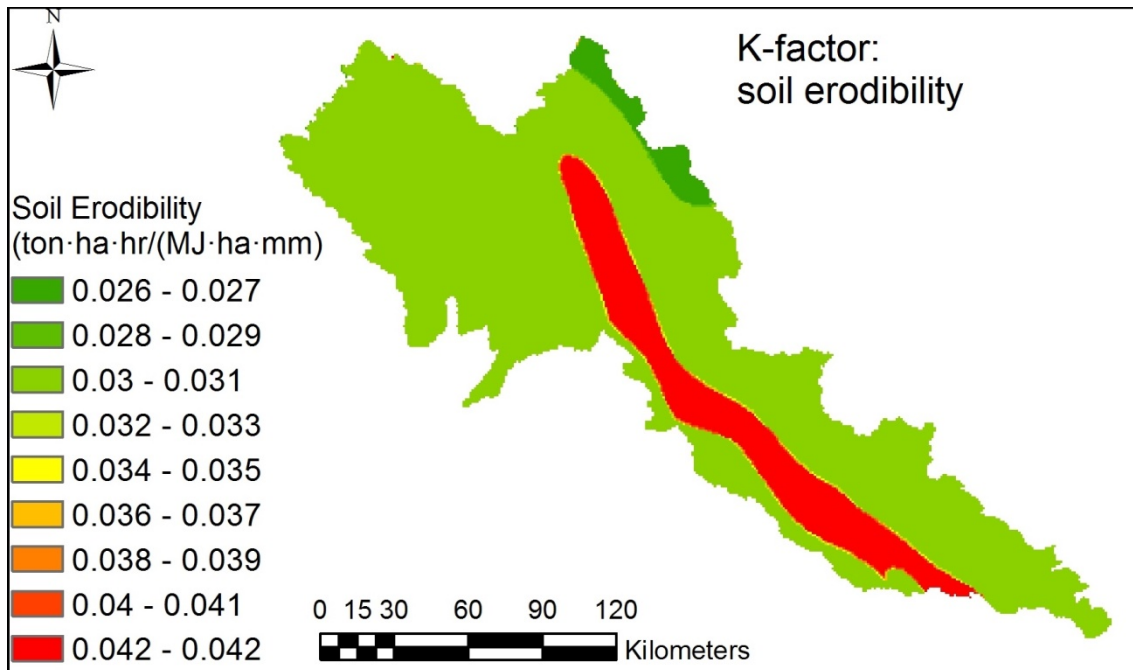 N
K-factor:
soil erodibility
Soil Erodibility
(ton·ha·hr/(MJ·ha·mm)
0.026 - 0.027
0.028 - 0.029
0.03 - 0.031
0.032 - 0.033
0.034 - 0.035
0.036 - 0.037
0.038 - 0.039
0.04 - 0.041
0.042 - 0.042
0 15 30 60 90 120
Kilometers